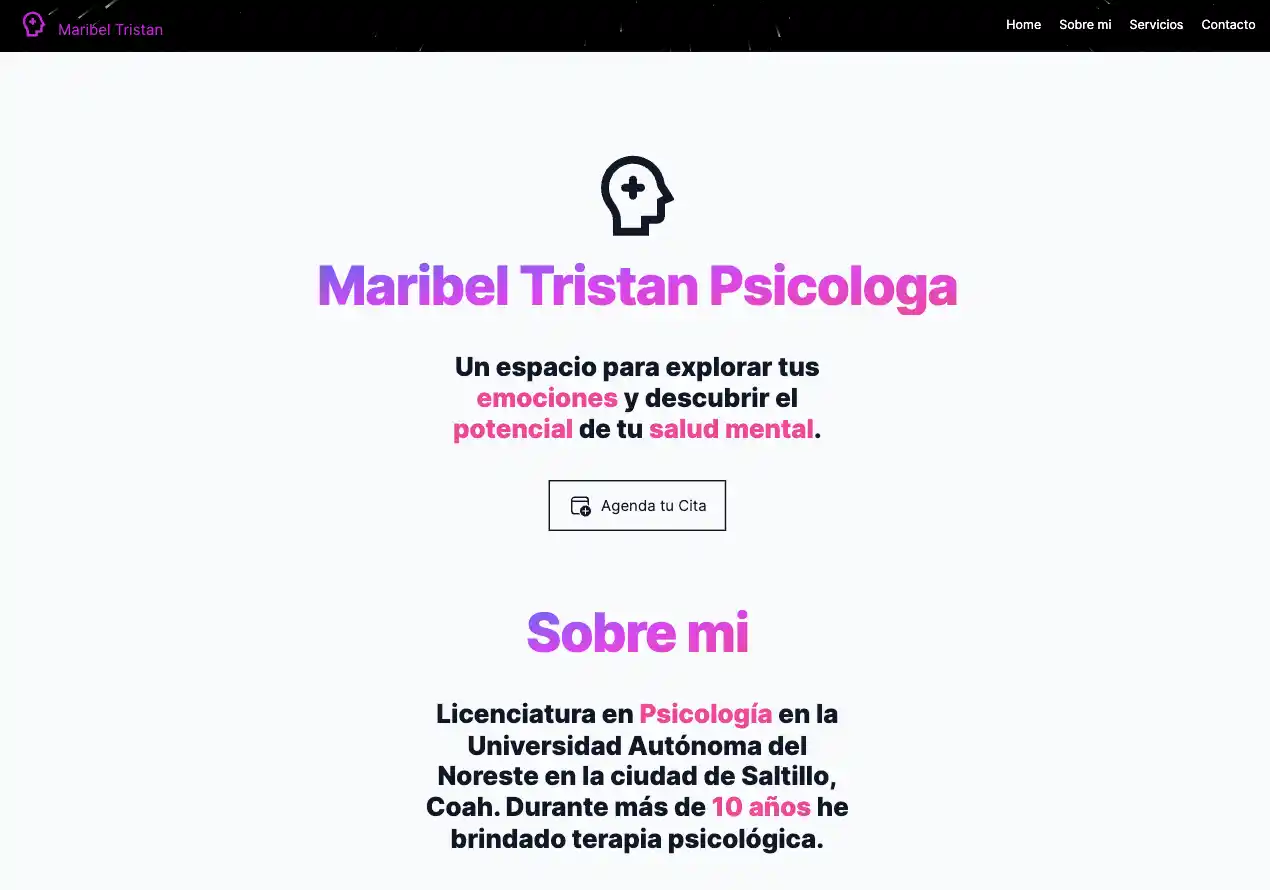 Maribel Tristan
Home Sobre mi Servicios Contacto
Maribel Tristan Psicologa
Un espacio para explorar tus
emociones y descubrir el
potencial de tu salud mental.
Agenda tu Cita
Sobre mi
Licenciatura en Psicología en la
Universidad Autónoma del
Noreste en la ciudad de Saltillo,
Coah. Durante más de 10 años he
brindado terapia psicológica.